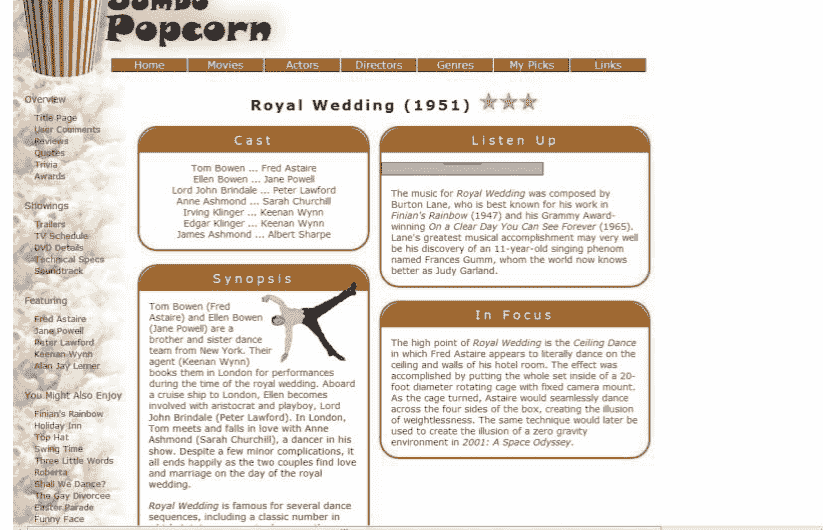 Jumbo
Popcorn
Home Movies Actors Directors Genres My Picks Links
Overview
Title Page
User Comments
Reviews
Quotes
Trivia
Awards
Showings
Trailers
TV Schedule
DVD Details
Technical Specs
Soundtrack
Featuring
Fred Astaire
Jane Powell
Peter Lawford
Keenan Wynn
Alan Jay Lerner
You Might Also Enjoy
Finian's Rainbow
Holiday Inn
Top Hat
Swing Time
Three Little Words
Roberta
Shall We Dance?
The Gay Divorcee
Easter Parade
Funny Face
Royal Wedding (1951)
Cast
Tom Bowen ... Fred Astaire
Ellen Bowen ... Jane Powell
Lord John Brindale ... Peter Lawford
Anne Ashmond ... Sarah Churchill
Irving Klinger ... Keenan Wynn
Edgar Klinger ... Keenan Wynn
James Ashmond ... Albert Sharpe
Synopsis
Tom Bowen (Fred
Astaire) and Ellen Bowen
(Jane Powell) are a
brother and sister dance
team from New York. Their
agent (Keenan Wynn)
books them in London for performances
during the time of the royal wedding. Aboard
a cruise ship to London, Ellen becomes
involved with aristocrat and playboy, Lord
John Brindale (Peter Lawford). In London,
Tom meets and falls in love with Anne
Ashmond (Sarah Churchill), a dancer in his
show. Despite a few minor complications, it
all ends happily as the two couples find love
and marriage on the day of the royal
wedding.
Royal Wedding is famous for several dance
sequences, including a classic number in
Listen Up
The music for Royal Wedding was composed by
Burton Lane, who is best known for his work in
Finian's Rainbow (1947) and his Grammy Award-
winning On a Clear Day You Can See Forever (1965).
Lane's greatest musical accomplishment may very well
be his discovery of an 11-year-old singing phenom
named Frances Gumm, whom the world now knows
better as Judy Garland.
In Focus
The high point of Royal Wedding is the Ceiling Dance
in which Fred Astaire appears to literally dance on the
ceiling and walls of his hotel room. The effect was
accomplished by putting the whole set inside of a 20-
foot diameter rotating cage with fixed camera mount.
As the cage turned, Astaire would seamlessly dance
across the four sides of the box, creating the illusion
of weightlessness. The same technique would later be
used to create the illusion of a zero gravity
environment in 2001: A Space Odyssey.